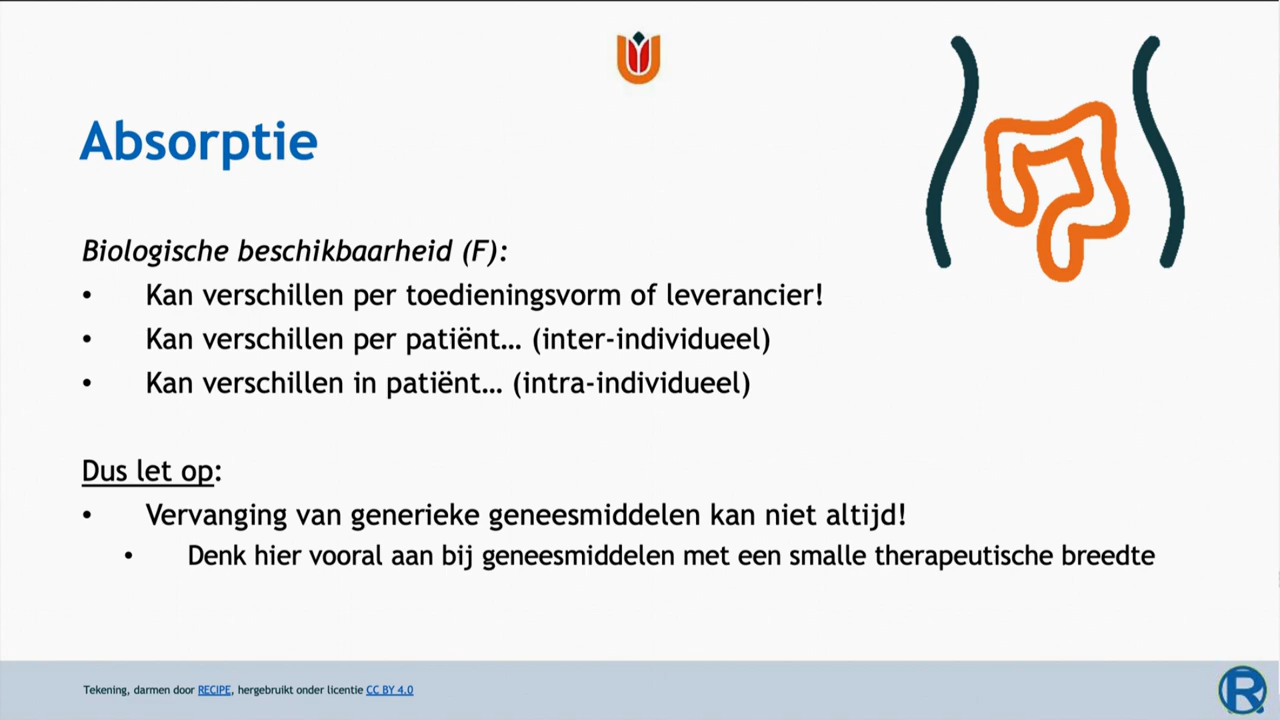 Absorptie
Biologische beschikbaarheid (F):
• Kan verschillen per toedieningsvorm of leverancier!
• Kan verschillen per patiënt... (inter-individueel)
• Kan verschillen in patiënt... (intra-individueel)
Dus let op:
• Vervanging van generieke geneesmiddelen kan niet altijd!
• Denk hier vooral aan bij geneesmiddelen met een smalle therapeutische breedte
Tekening, darmen door RECIPE, hergebruikt onder licentie CC BY 4.0
R